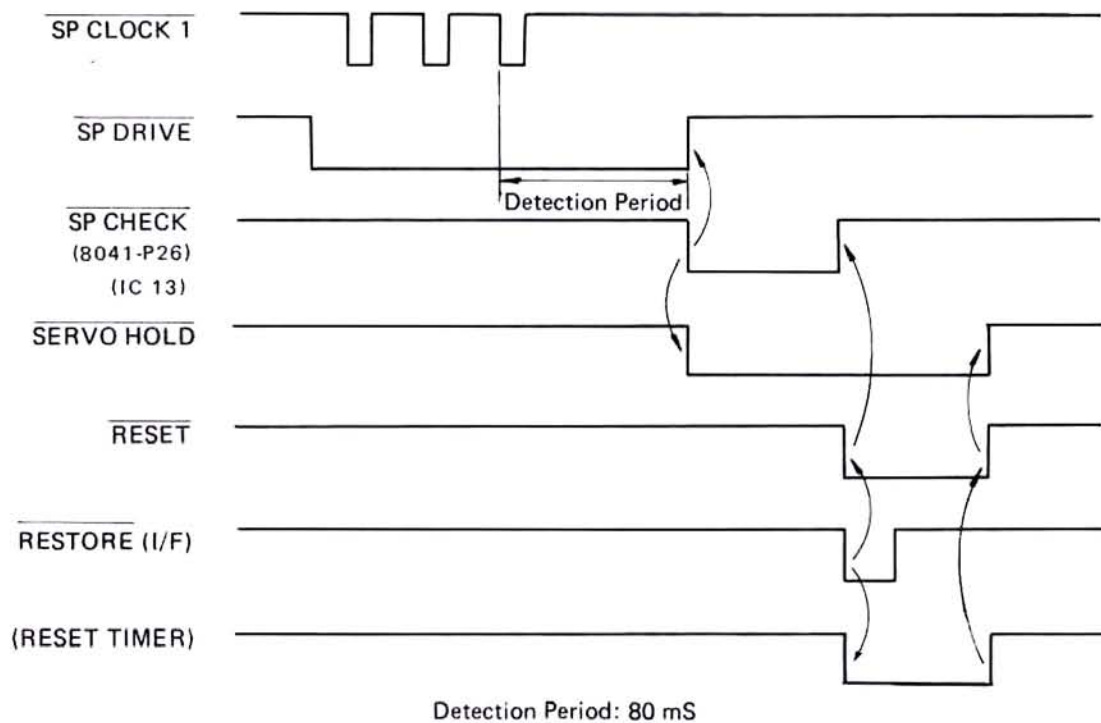 SP CLOCK 1
SP DRIVE
Detection Period
SP CHECK
(8041-P26)
(IC 13)
SERVO HOLD
RESET
RESTORE (I/F)
(RESET TIMER)
Detection Period: 80 mS